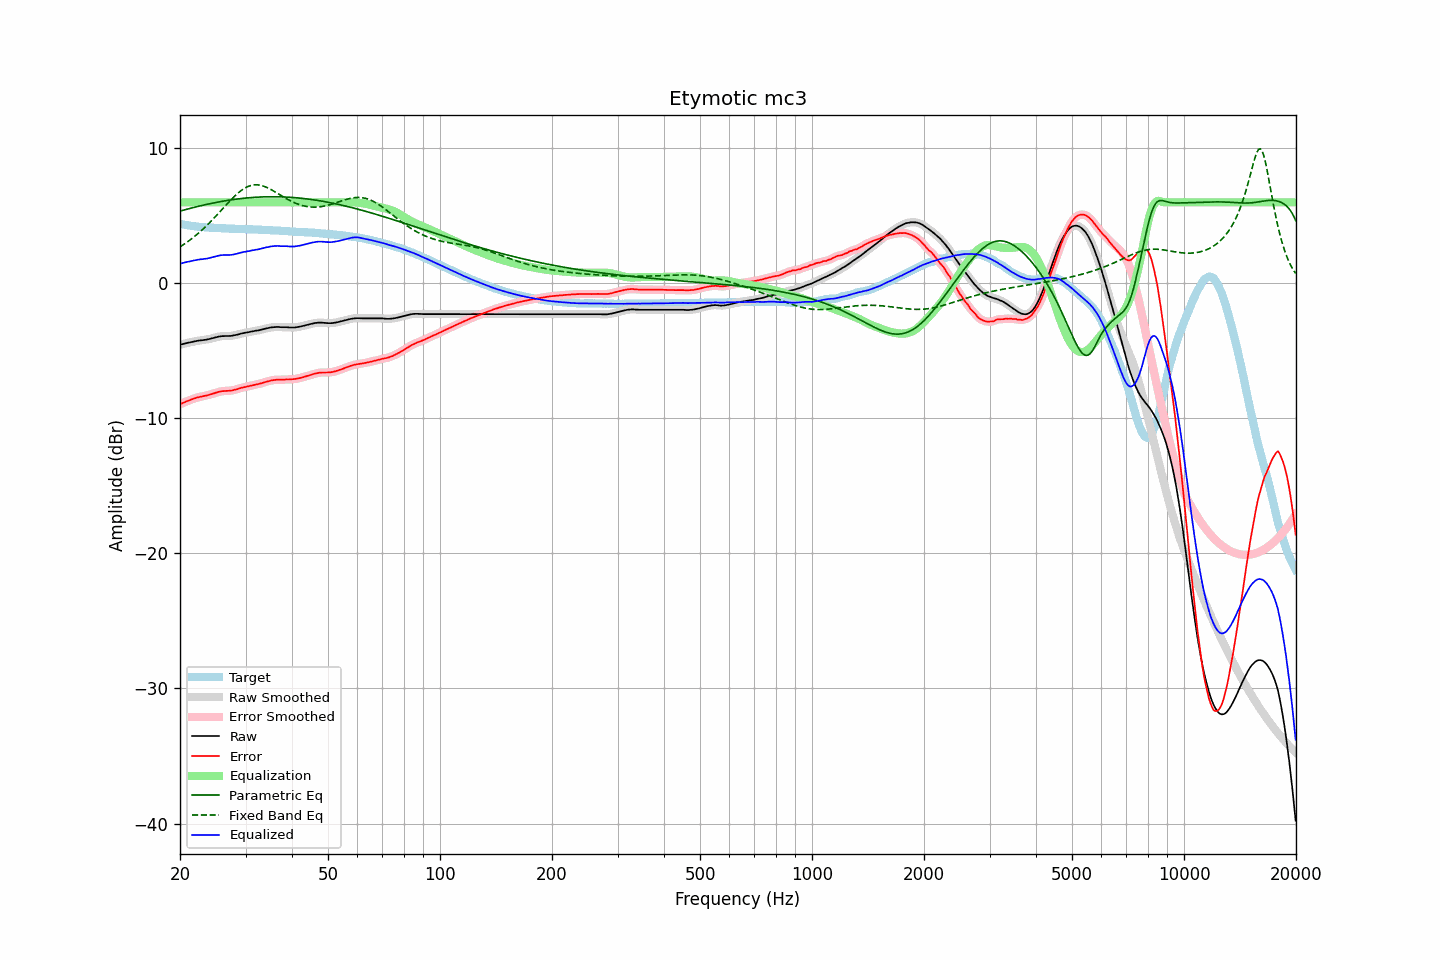 Etymotic mc3
Amplitude (dBr)
10
0
−10
−20
−30
−40
Target
Raw Smoothed
Error Smoothed
Raw
Error
Equalization
Parametric Eq
Fixed Band Eq
Equalized
20 50 100 200 500 1000 2000 5000 10000 20000
Frequency (Hz)